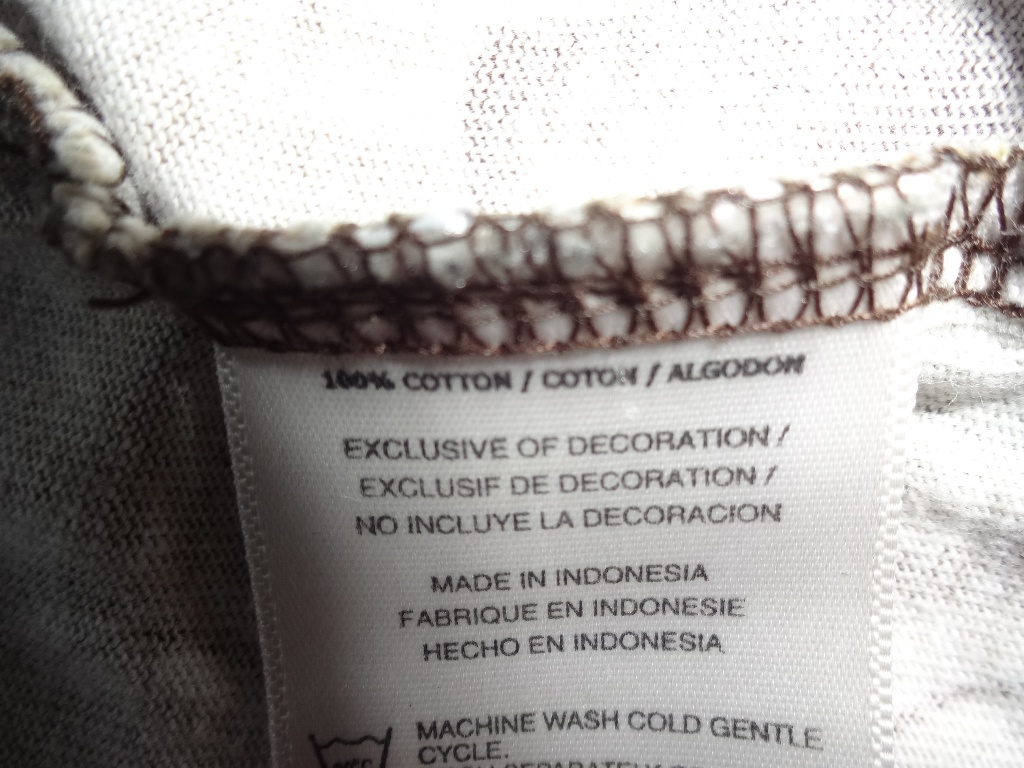 100% COTTON / COTON / ALGODON
EXCLUSIVE OF DECORATION /
EXCLUSIF DE DECORATION /
NO INCLUYE LA DECORACION
MADE IN INDONESIA
FABRIQUE EN INDONESIE
HECHO EN INDONESIA
MACHINE WASH COLD GENTLE
CYCLE.